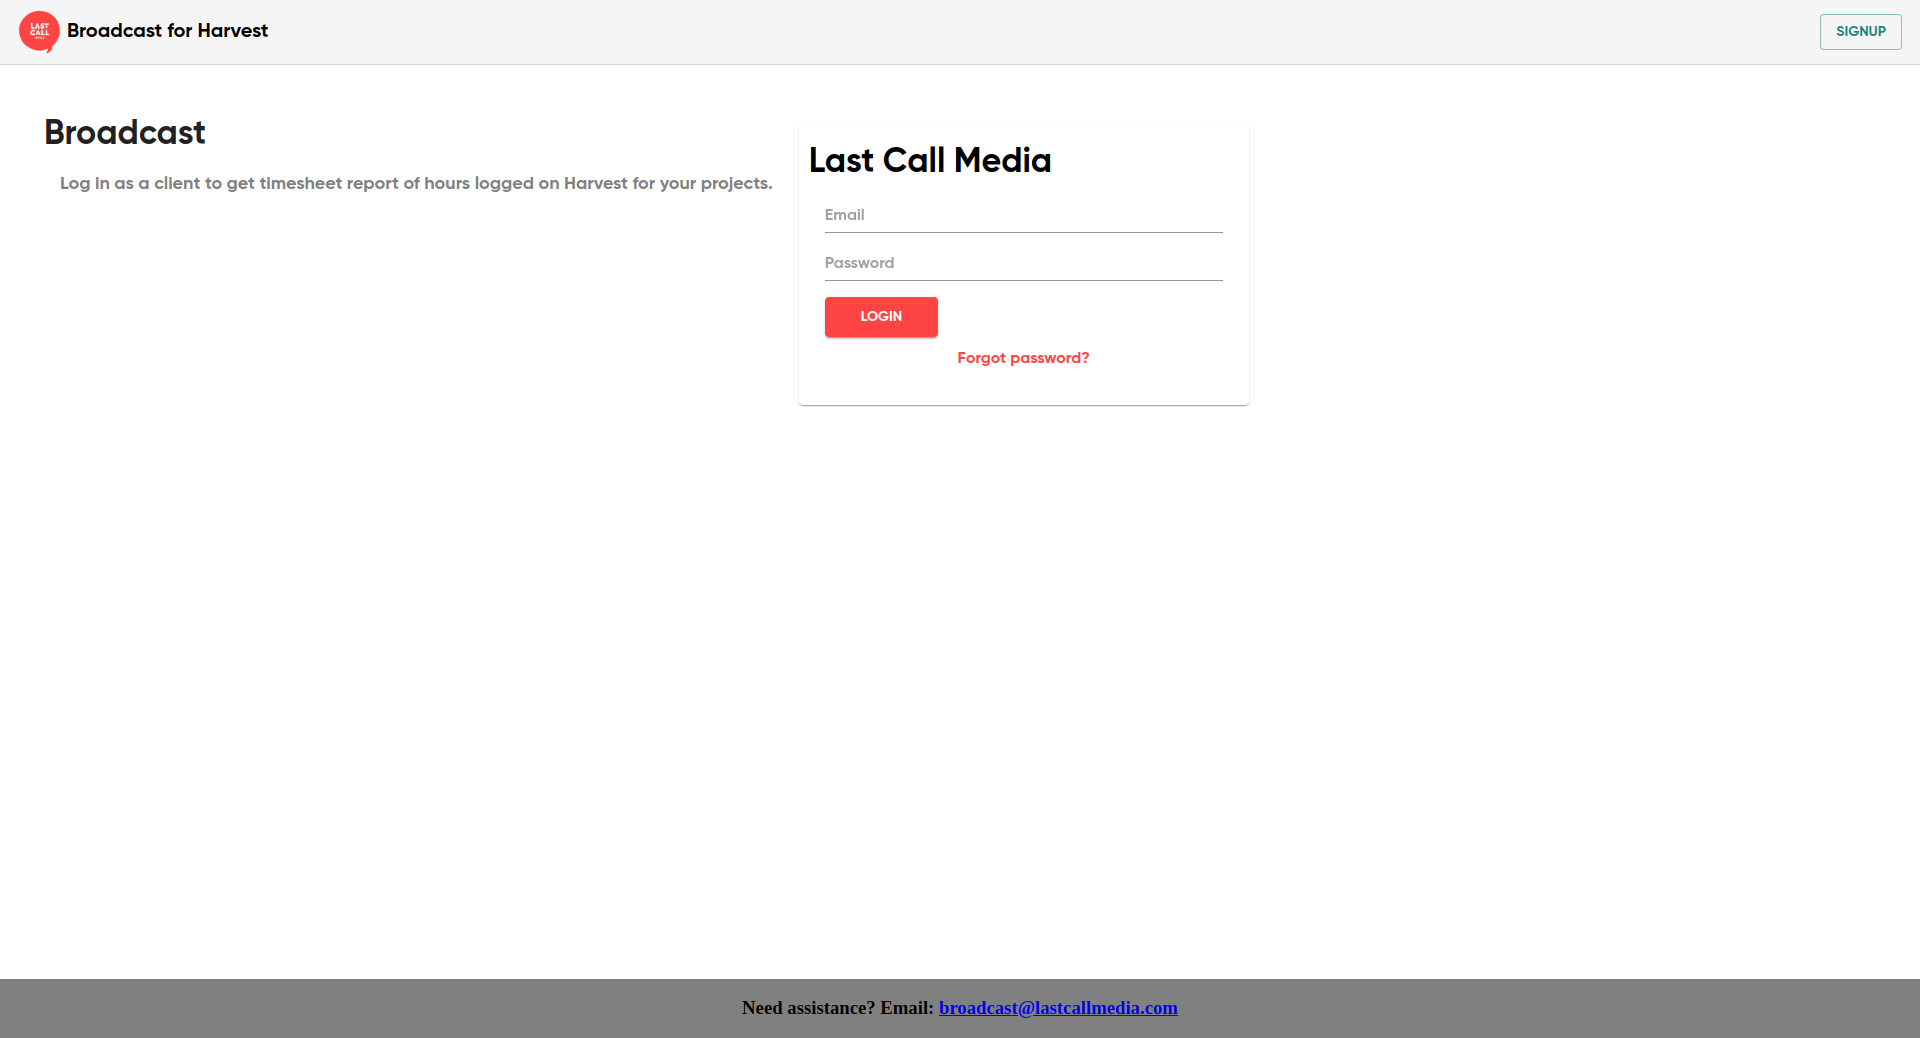 LAST
CALL
Broadcast for Harvest
SIGNUP
Broadcast
Log in as a client to get timesheet report of hours logged on Harvest for your projects.
Last Call Media
Email
Password
LOGIN
Forgot password?
Need assistance? Email: broadcast@lastcallmedia.com